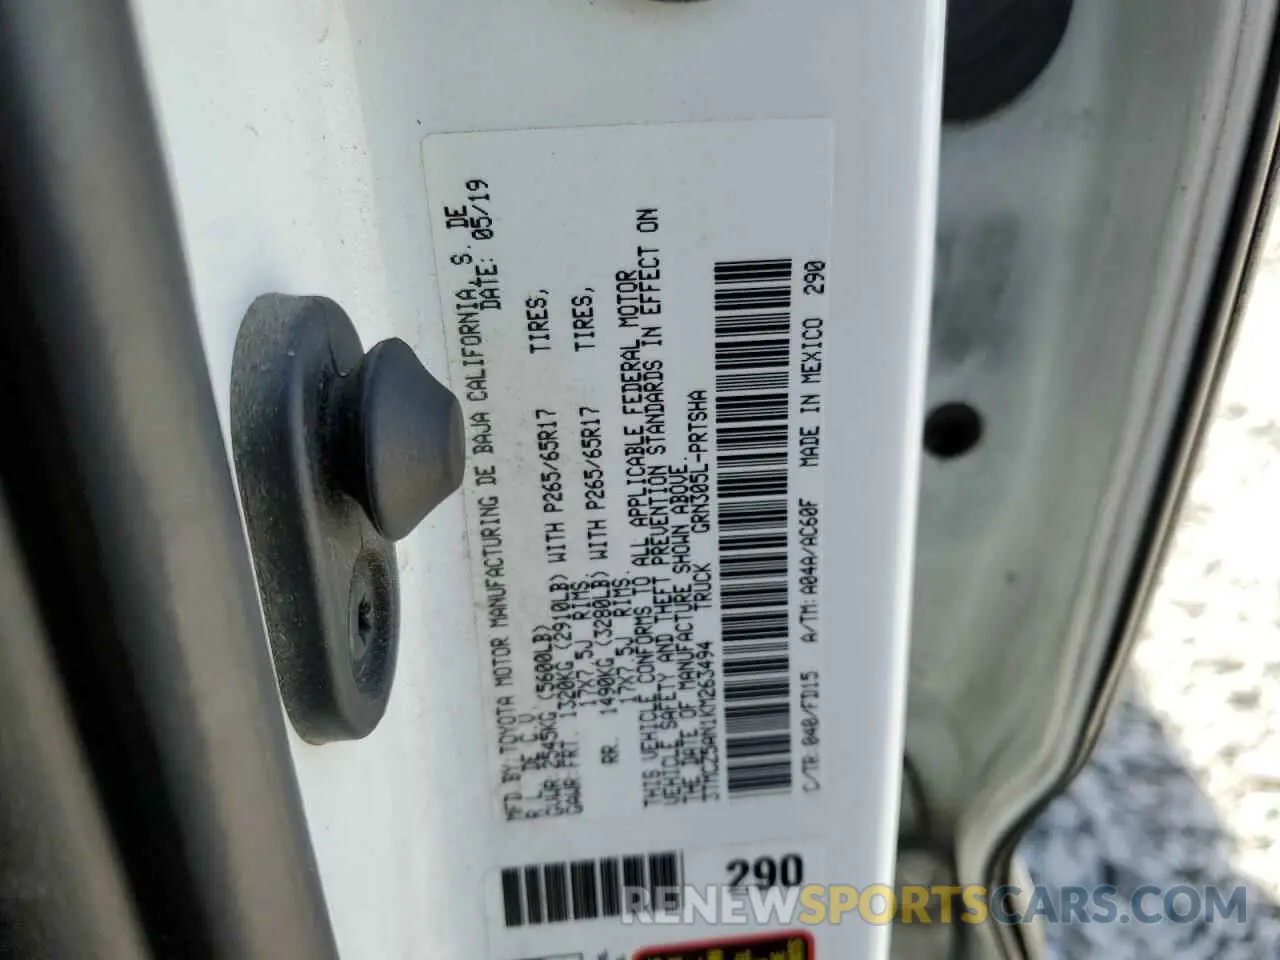 MFD BY: TOYOTA MOTOR MANUFACTURING DE BAJA CALIFORNIA, S. DE
R.L. DE C.V. DATE: 05/19
GVWR 2545KG (5600LB)
GAWR FRT. 1320KG (2910LB) WITH P265/65R17 TIRES,
17X7.5J RIMS.
RR. 1490KG (3280LB) WITH P265/65R17 TIRES,
17X7.5J RIMS.
THIS VEHICLE CONFORMS TO ALL APPLICABLE FEDERAL MOTOR
VEHICLE SAFETY AND THEFT PREVENTION STANDARDS IN EFFECT ON
THE DATE OF MANUFACTURE SHOWN ABOVE.
3TMCZ5AN1KM263494 TRUCK GRN305L-PRTSHA
C/TR:040/FD15 A/TM:A04A/AC60F MADE IN MEXICO 290
290
RENEWSPORTSCARS.COM